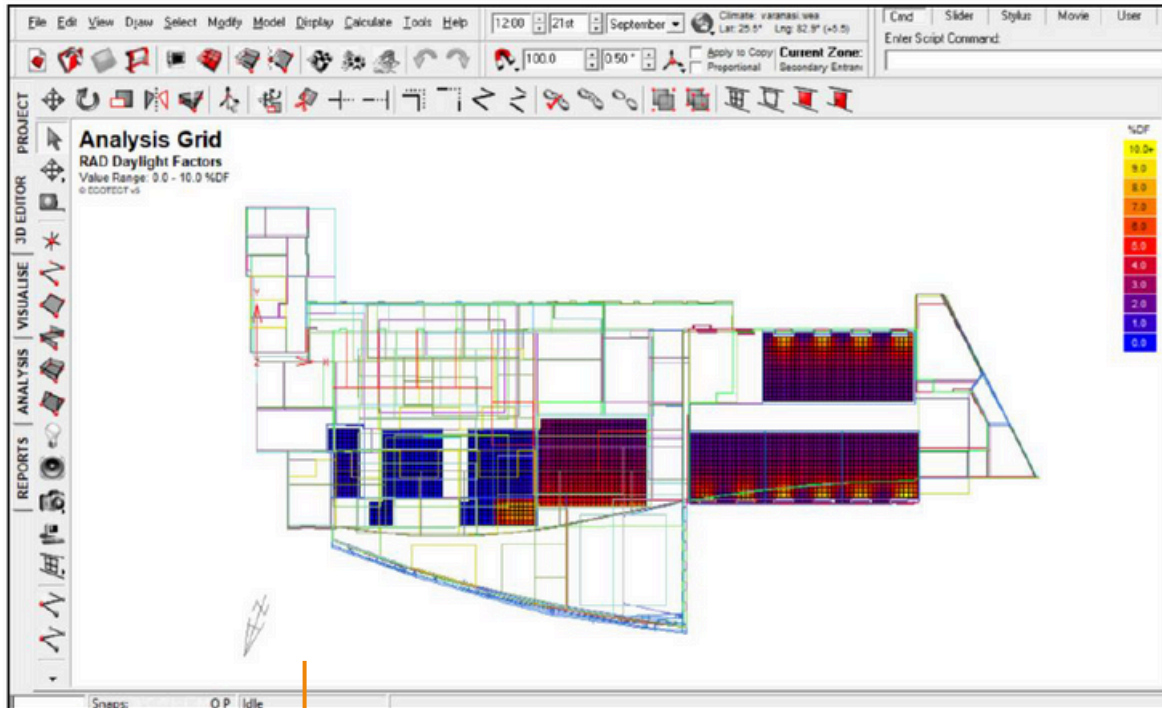 File Edit View Draw Select Modify Model Display Calculate Tools Help
12:00 21st September
Climate: varanasi.wea
Lat: 25.5° Lng: 82.9° (+5.5)
Cmd Slider Stylus Movie User
Enter Script Command:
100.0 0.50 °
Apply to Copy
Proportional
Current Zone:
Secondary Entran
PROJECT
3D EDITOR
VISUALISE
ANALYSIS
REPORTS
Analysis Grid
RAD Daylight Factors
Value Range: 0.0 - 10.0 %DF
© ECOTECT v5
%DF
10.0+
9.0
8.0
7.0
6.0
5.0
4.0
3.0
2.0
1.0
0.0
Y
X
Z
N
Snaps: O P Idle